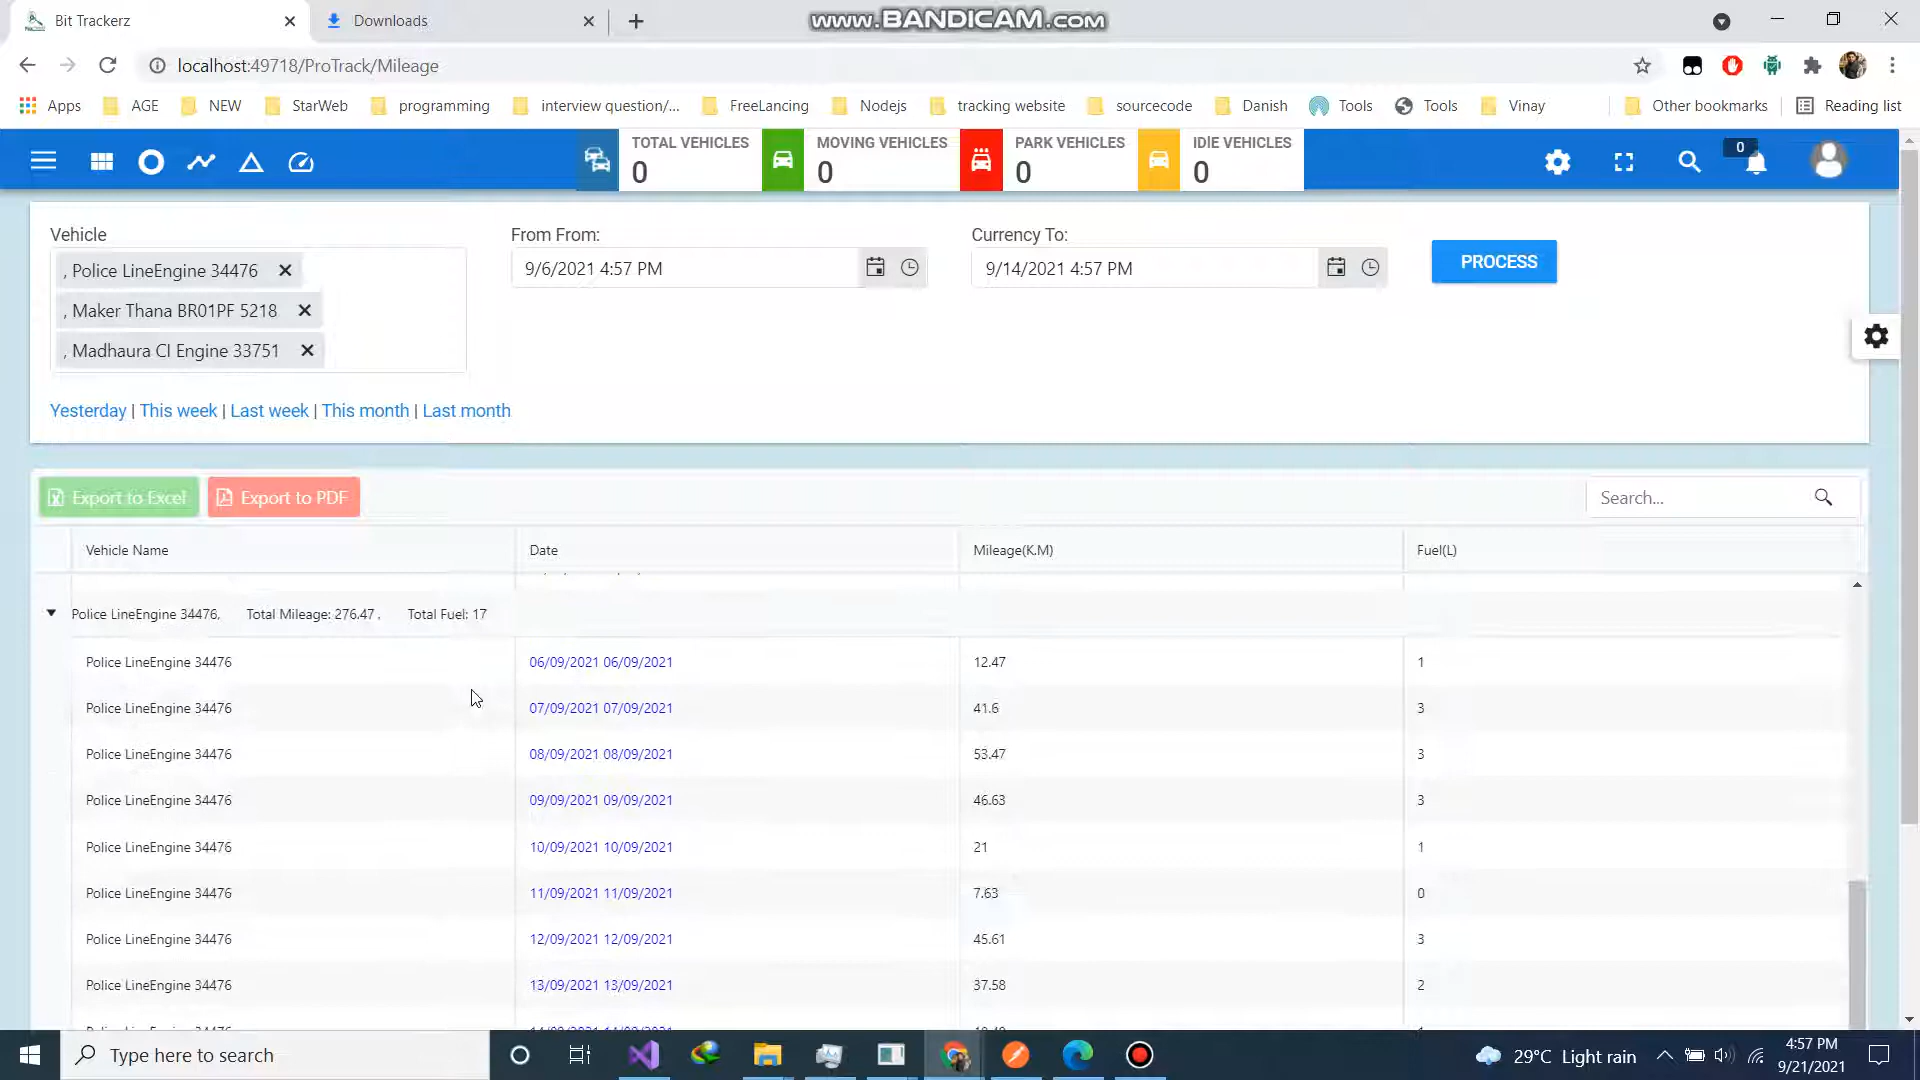 Bit Trackerz
Downloads
www.BANDICAM.com
localhost:49718/ProTrack/Mileage
Apps
AGE
NEW
StarWeb
programming
interview question/...
FreeLancing
Nodejs
tracking website
sourcecode
Danish
Tools
Tools
Vinay
Other bookmarks
Reading list
TOTAL VEHICLES
0
MOVING VEHICLES
0
PARK VEHICLES
0
IDlE VEHICLES
0
0
Vehicle
, Police LineEngine 34476
, Maker Thana BR01PF 5218
, Madhaura CI Engine 33751
From From:
9/6/2021 4:57 PM
Currency To:
9/14/2021 4:57 PM
PROCESS
Yesterday | This week | Last week | This month | Last month
Export to Excel
Export to PDF
Search...
Vehicle Name Date Mileage(K.M) Fuel(L)
Police LineEngine 34476, Total Mileage: 276.47 , Total Fuel: 17
Police LineEngine 34476 06/09/2021 06/09/2021 12.47 1
Police LineEngine 34476 07/09/2021 07/09/2021 41.6 3
Police LineEngine 34476 08/09/2021 08/09/2021 53.47 3
Police LineEngine 34476 09/09/2021 09/09/2021 46.63 3
Police LineEngine 34476 10/09/2021 10/09/2021 21 1
Police LineEngine 34476 11/09/2021 11/09/2021 7.63 0
Police LineEngine 34476 12/09/2021 12/09/2021 45.61 3
Police LineEngine 34476 13/09/2021 13/09/2021 37.58 2
Type here to search
29°C Light rain
4:57 PM
9/21/2021